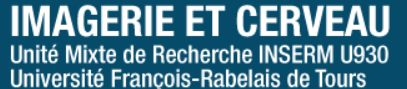 IMAGERIE ET CERVEAU
Unité Mixte de Recherche INSERM U930
Université François-Rabelais de Tours